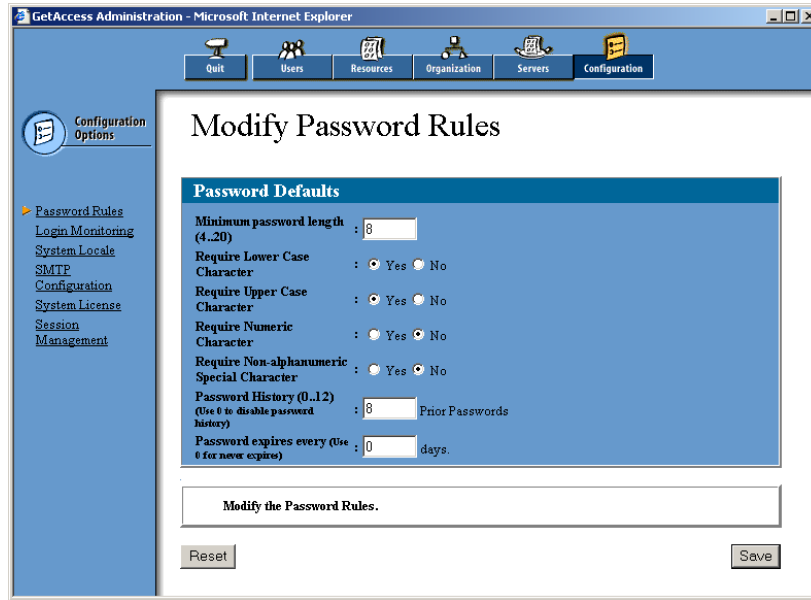 GetAccess Administration - Microsoft Internet Explorer
Quit
Users
Resources
Organization
Servers
Configuration
Configuration
Options
Password Rules
Login Monitoring
System Locale
SMTP
Configuration
System License
Session
Management
Modify Password Rules
Password Defaults
Minimum password length
(4..20) : 8
Require Lower Case
Character : Yes No
Require Upper Case
Character : Yes No
Require Numeric
Character : Yes No
Require Non-alphanumeric
Special Character : Yes No
Password History (0..12)
(Use 0 to disable password
history) : 8 Prior Passwords
Password expires every (Use
0 for never expires) : 0 days.
Modify the Password Rules.
Reset
Save